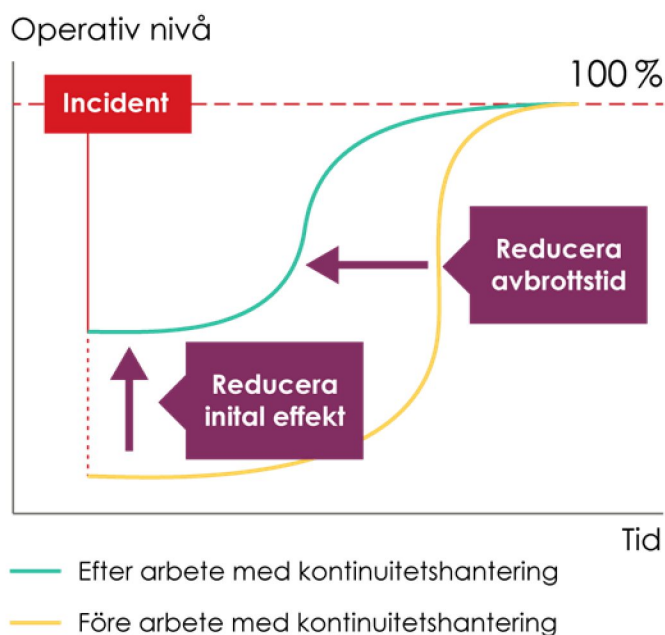 Operativ nivå
100 %
Incident
Reducera
avbrottstid
Reducera
inital effekt
Tid
Efter arbete med kontinuitetshantering
Före arbete med kontinuitetshantering